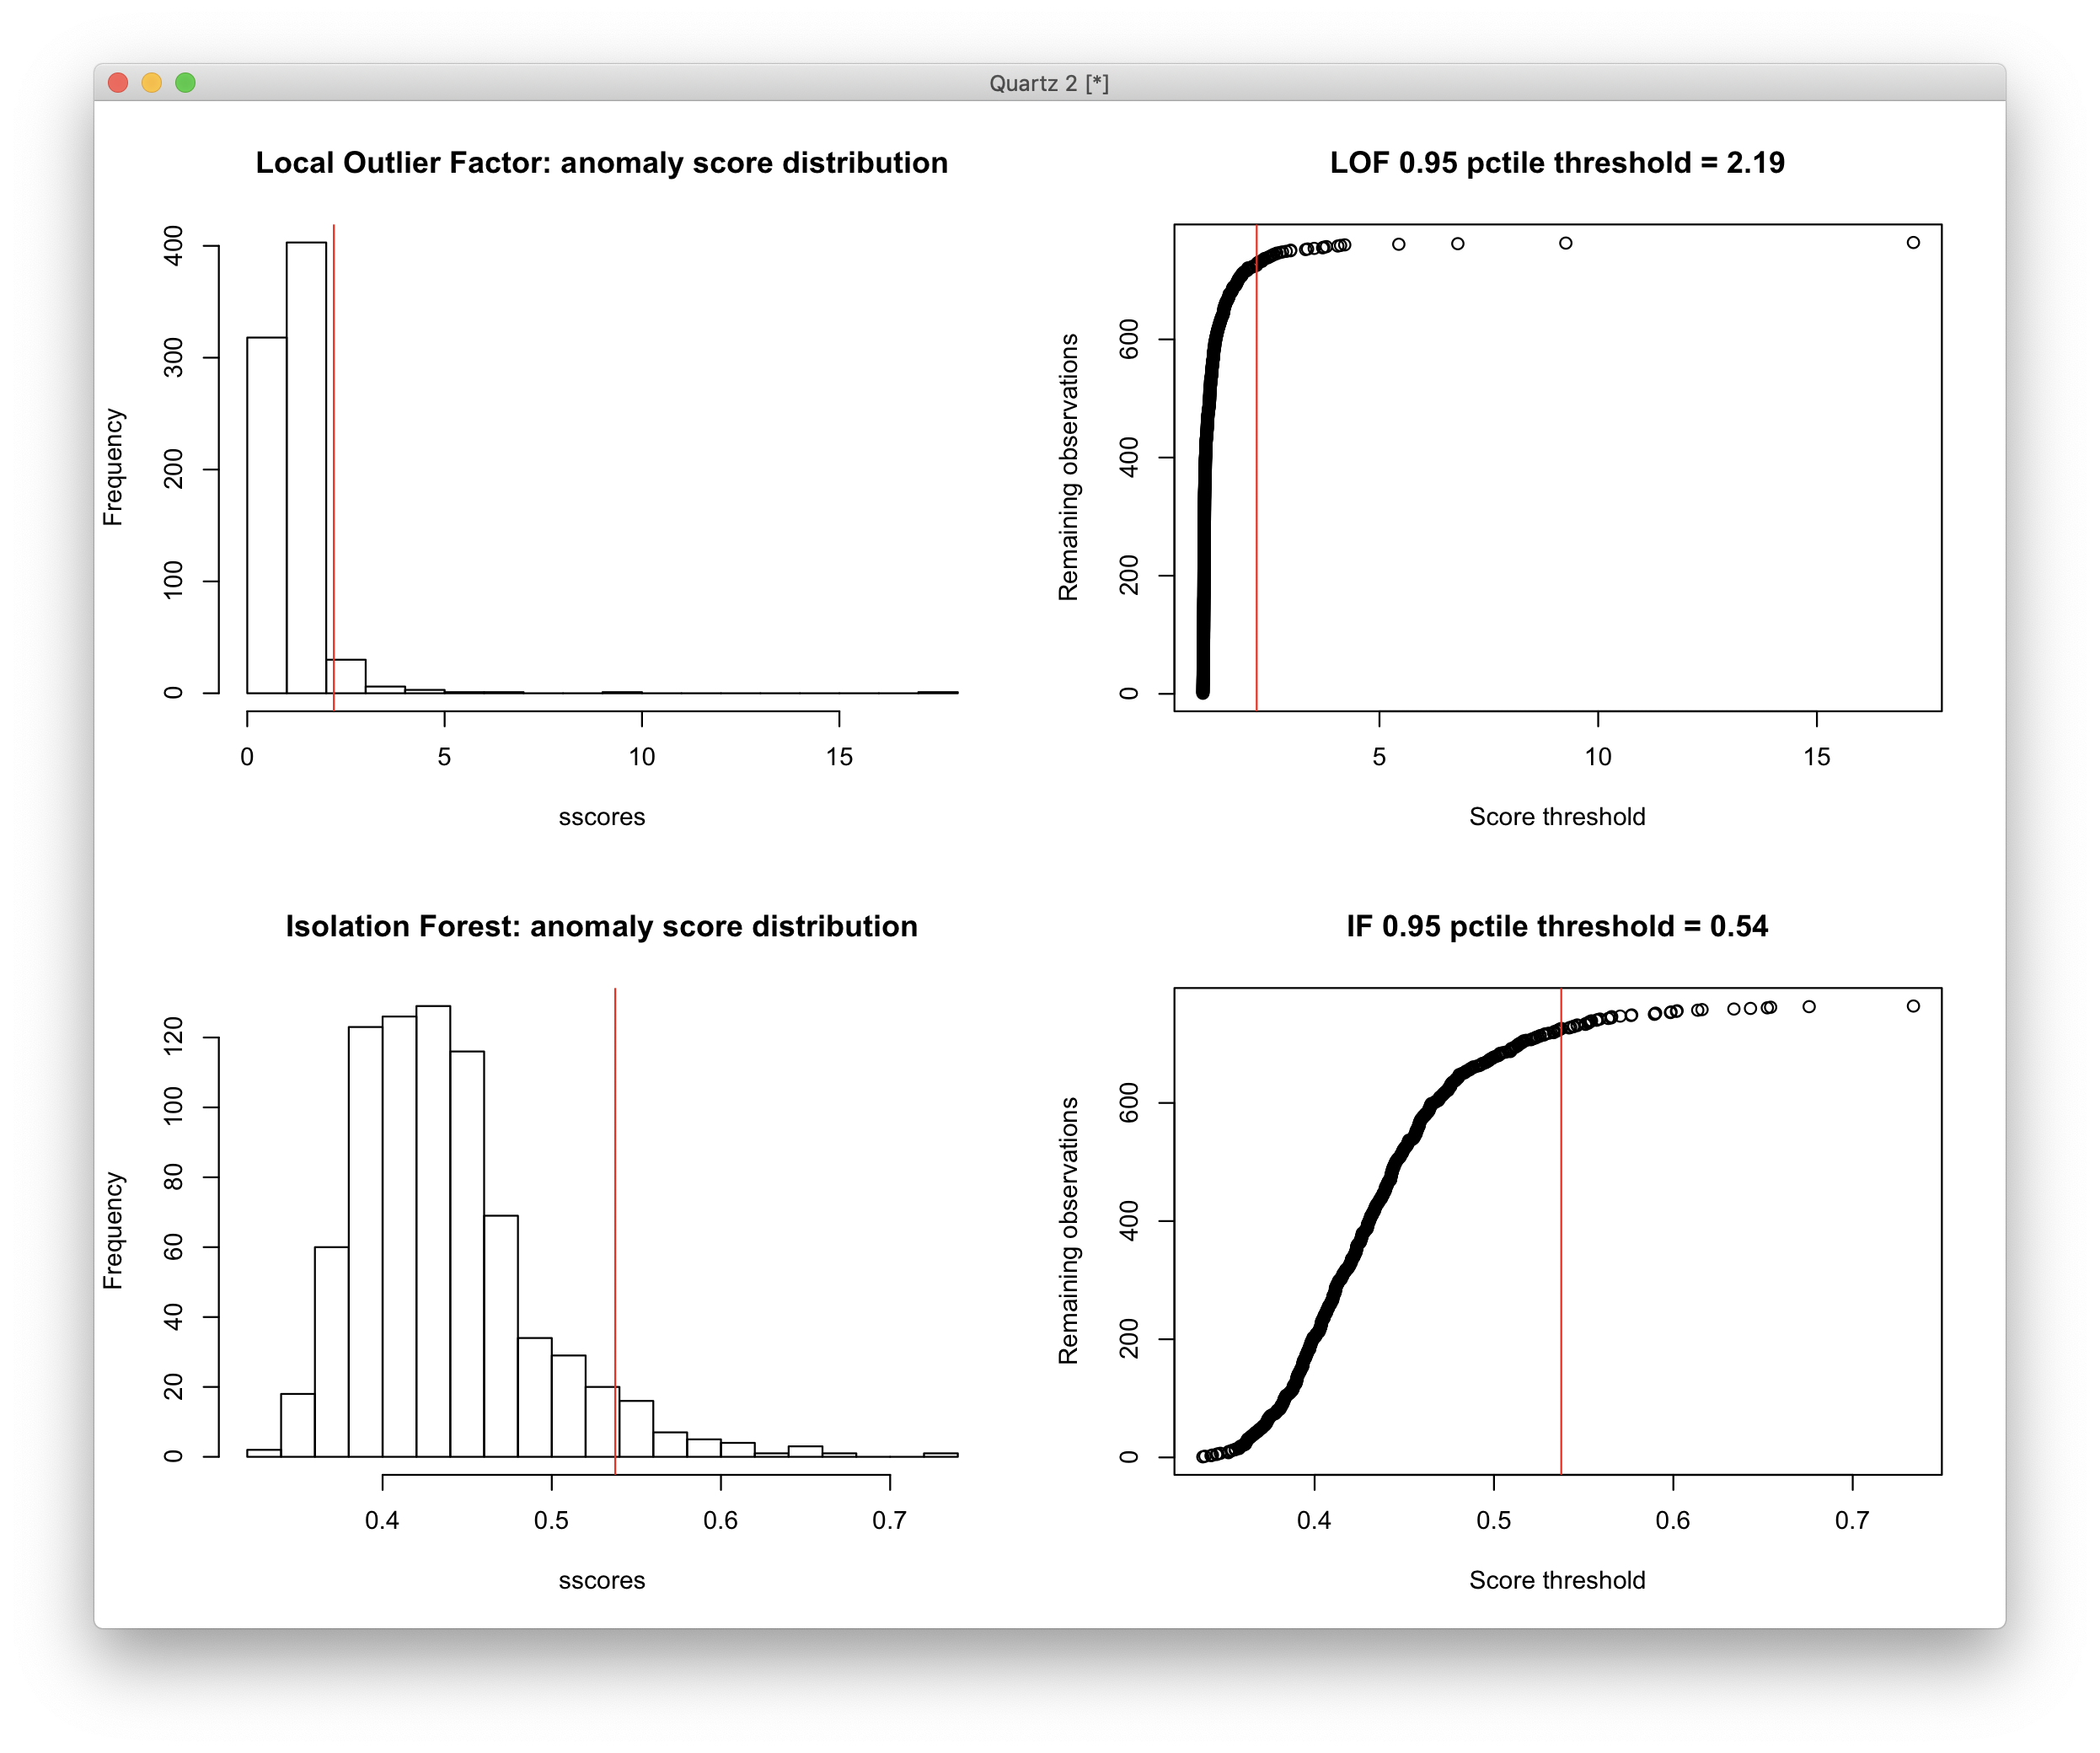 Quartz 2 [*]
Local Outlier Factor: anomaly score distribution
Frequency
400
300
200
100
0
0 5 10 15
sscores
LOF 0.95 pctile threshold = 2.19
Remaining observations
600
400
200
0
5 10 15
Score threshold
Isolation Forest: anomaly score distribution
Frequency
120
100
80
60
40
20
0
0.4 0.5 0.6 0.7
sscores
IF 0.95 pctile threshold = 0.54
Remaining observations
600
400
200
0
0.4 0.5 0.6 0.7
Score threshold